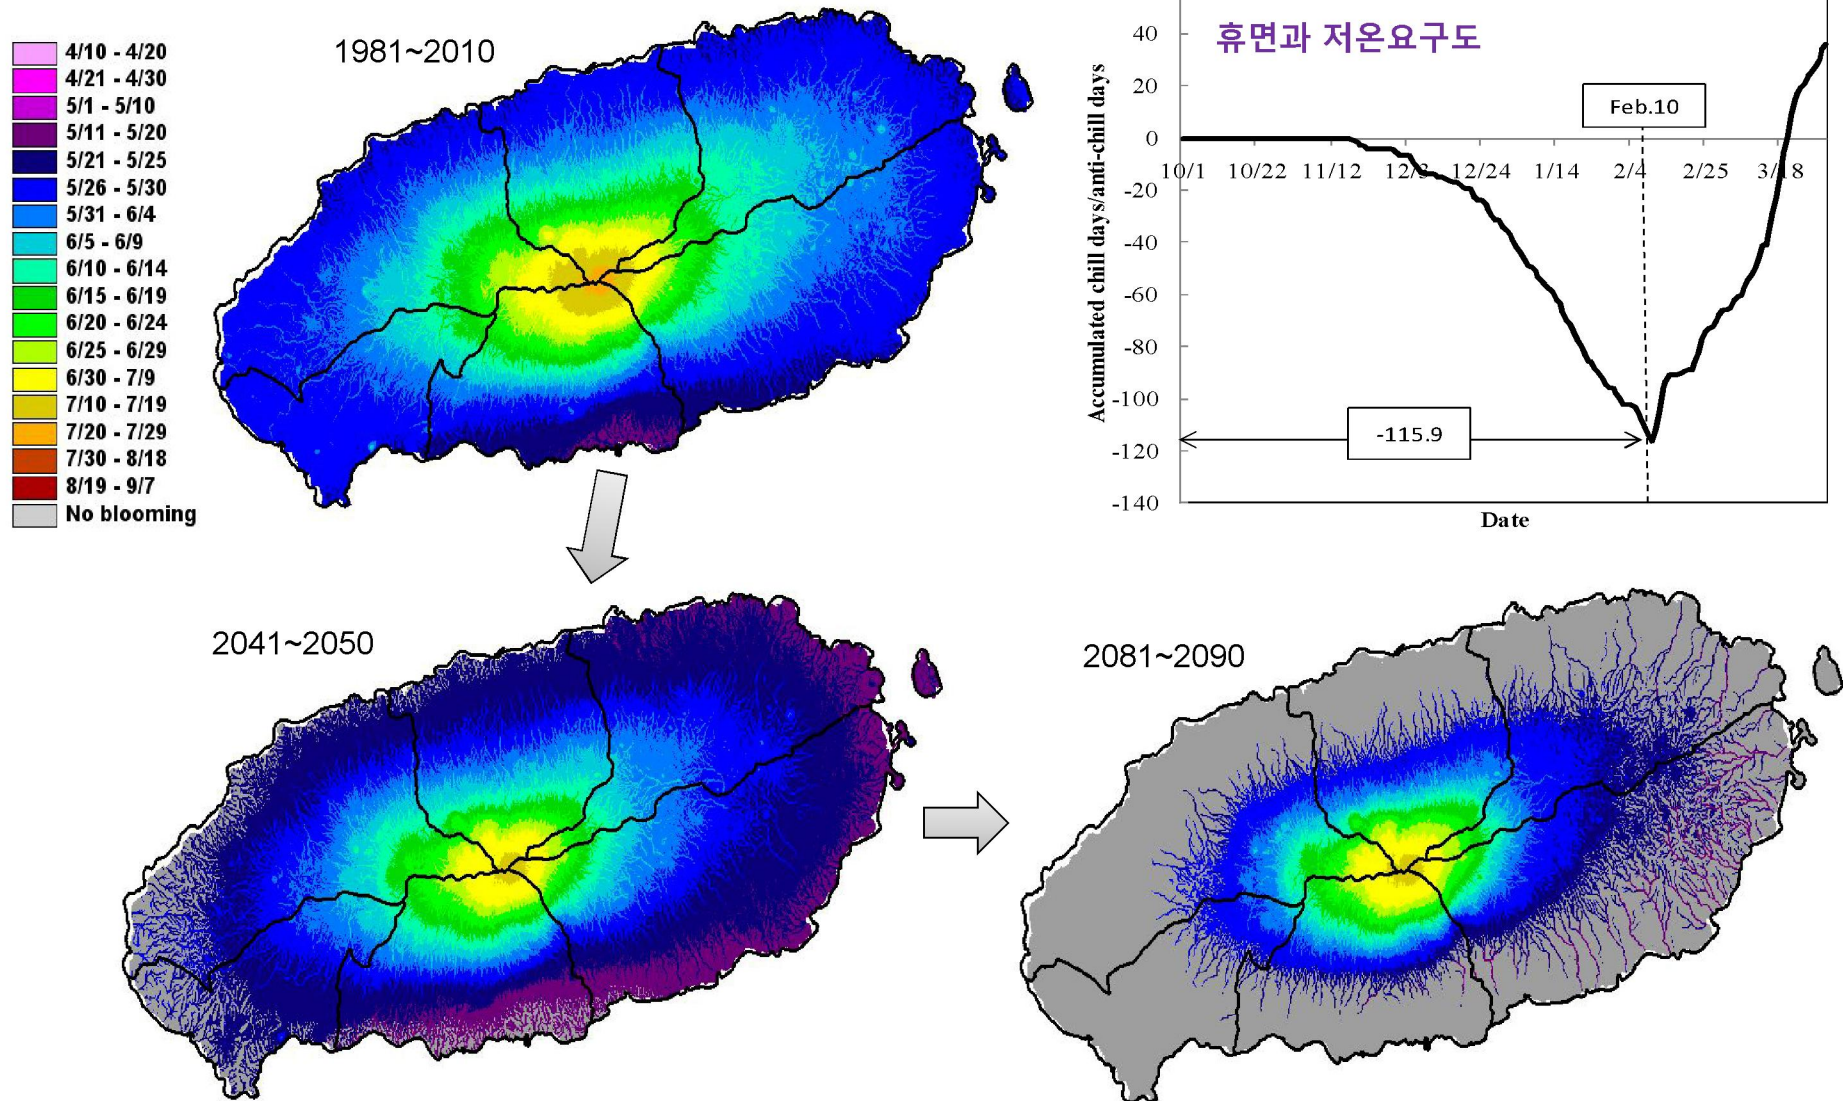 4/10 - 4/20
4/21 - 4/30
5/1 - 5/10
5/11 - 5/20
5/21 - 5/25
5/26 - 5/30
5/31 - 6/4
6/5 - 6/9
6/10 - 6/14
6/15 - 6/19
6/20 - 6/24
6/25 - 6/29
6/30 - 7/9
7/10 - 7/19
7/20 - 7/29
7/30 - 8/18
8/19 - 9/7
No blooming
1981~2010
휴면과 저온요구도
Accumulated chill days/anti-chill days
40
20
0
-20
-40
-60
-80
-100
-120
-140
10/1 10/22 11/12 12/3 12/24 1/14 2/4 2/25 3/18
Feb.10
-115.9
Date
2041~2050
2081~2090